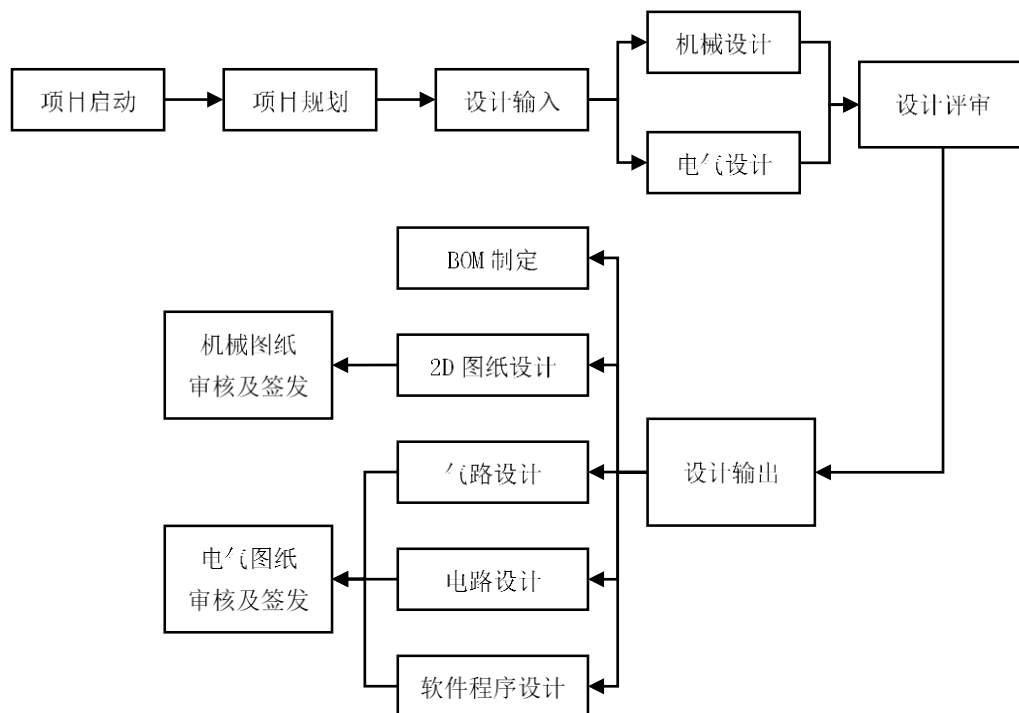 项目启动
项目规划
设计输入
机械设计
电气设计
设计评审
BOM 制定
机械图纸
审核及签发
2D 图纸设计
气路设计
设计输出
电气图纸
审核及签发
电路设计
软件程序设计